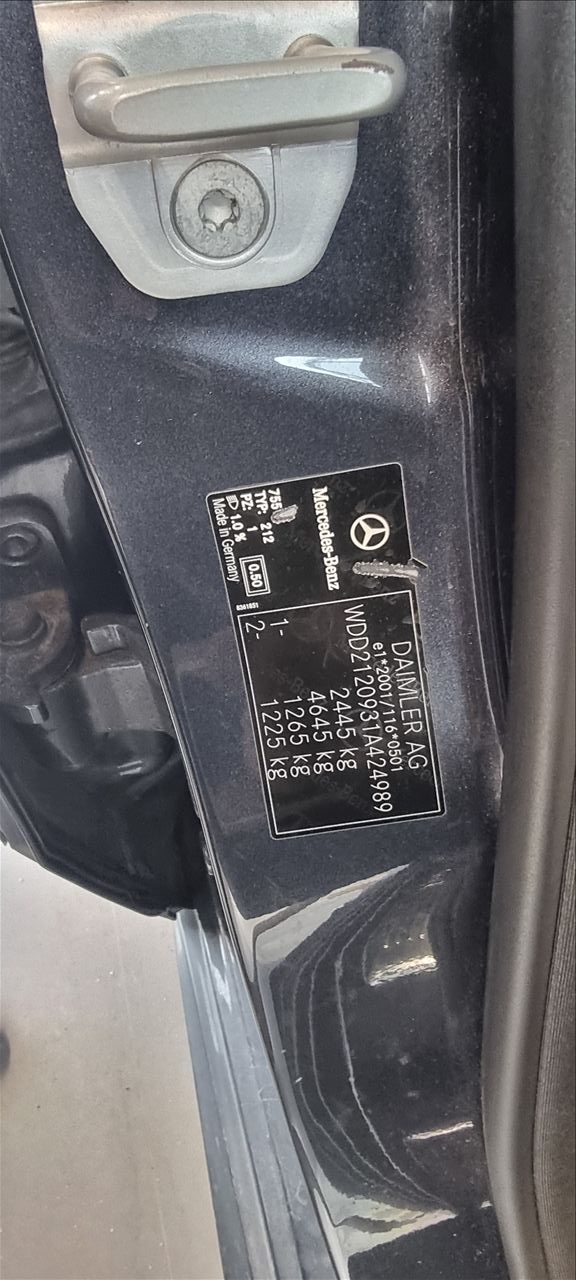 Mercedes-Benz
755
TYP: 212
PZ: 1
1.0 %
0.50
Made in Germany
8361051
DAIMLER AG
e1*2001/116*0501
WDD2120931A424989
2445 kg
4645 kg
1- 1265 kg
2- 1225 kg